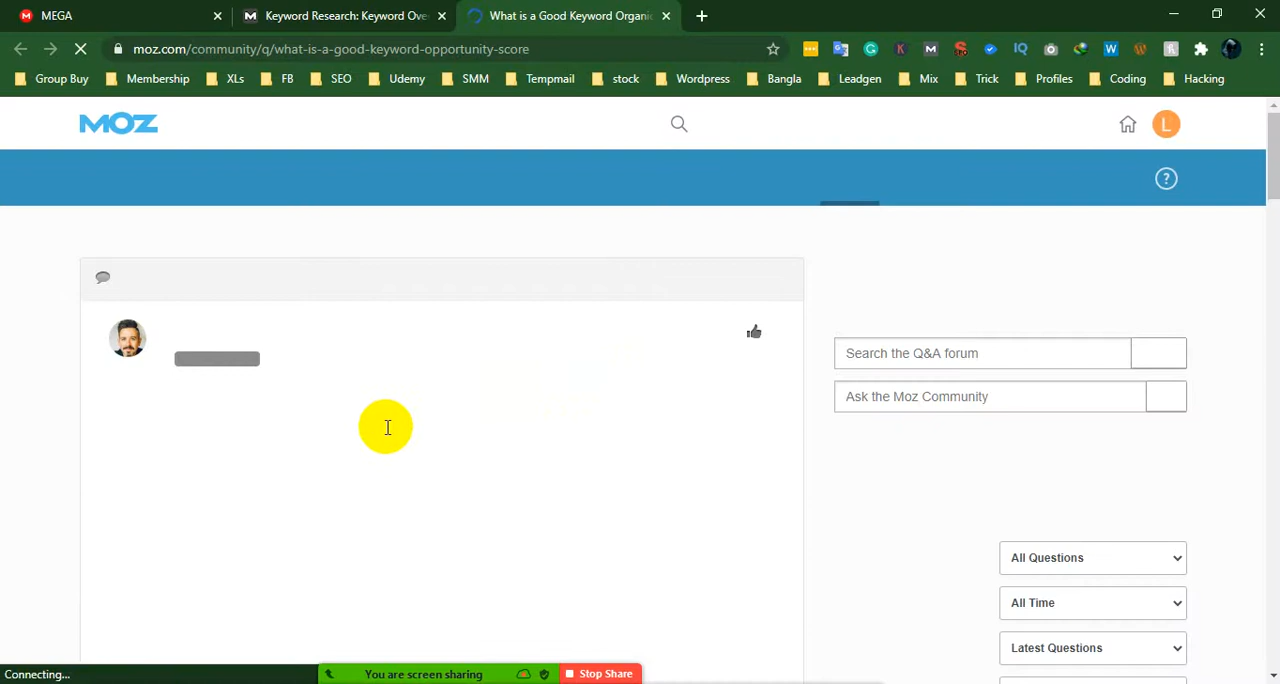 MEGA
Keyword Research: Keyword Ove
What is a Good Keyword Organic
moz.com/community/q/what-is-a-good-keyword-opportunity-score
Group Buy
Membership
XLs
FB
SEO
Udemy
SMM
Tempmail
stock
Wordpress
Bangla
Leadgen
Mix
Trick
Profiles
Coding
Hacking
MOZ
L
Search the Q&A forum
Ask the Moz Community
All Questions
All Time
Latest Questions
Connecting...
You are screen sharing
Stop Share